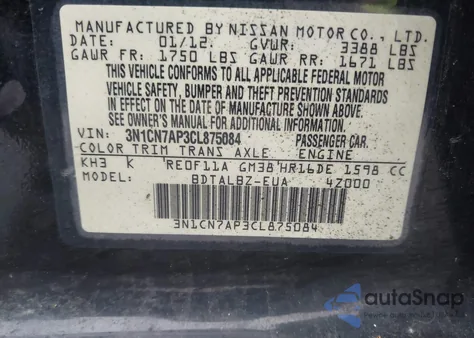 MANUFACTURED BY NISSAN MOTOR CO., LTD.
DATE: 01/12 GVWR: 3388 LBS
GAWR FR: 1750 LBS GAWR RR: 1671 LBS
THIS VEHICLE CONFORMS TO ALL APPLICABLE FEDERAL MOTOR
VEHICLE SAFETY, BUMPER AND THEFT PREVENTION STANDARDS
IN EFFECT ON THE DATE OF MANUFACTURE SHOWN ABOVE.
SEE OWNER'S MANUAL FOR ADDITIONAL INFORMATION.
VIN: 3N1CN7AP3CL875084 PASSENGER CAR
COLOR TRIM TRANS AXLE ENGINE
KH3 K RE0F11A GM38 HR16DE 1598 CC
MODEL: BDTALBZ-EUA 4Z000
3N1CN7AP3CL875084
autoSnap